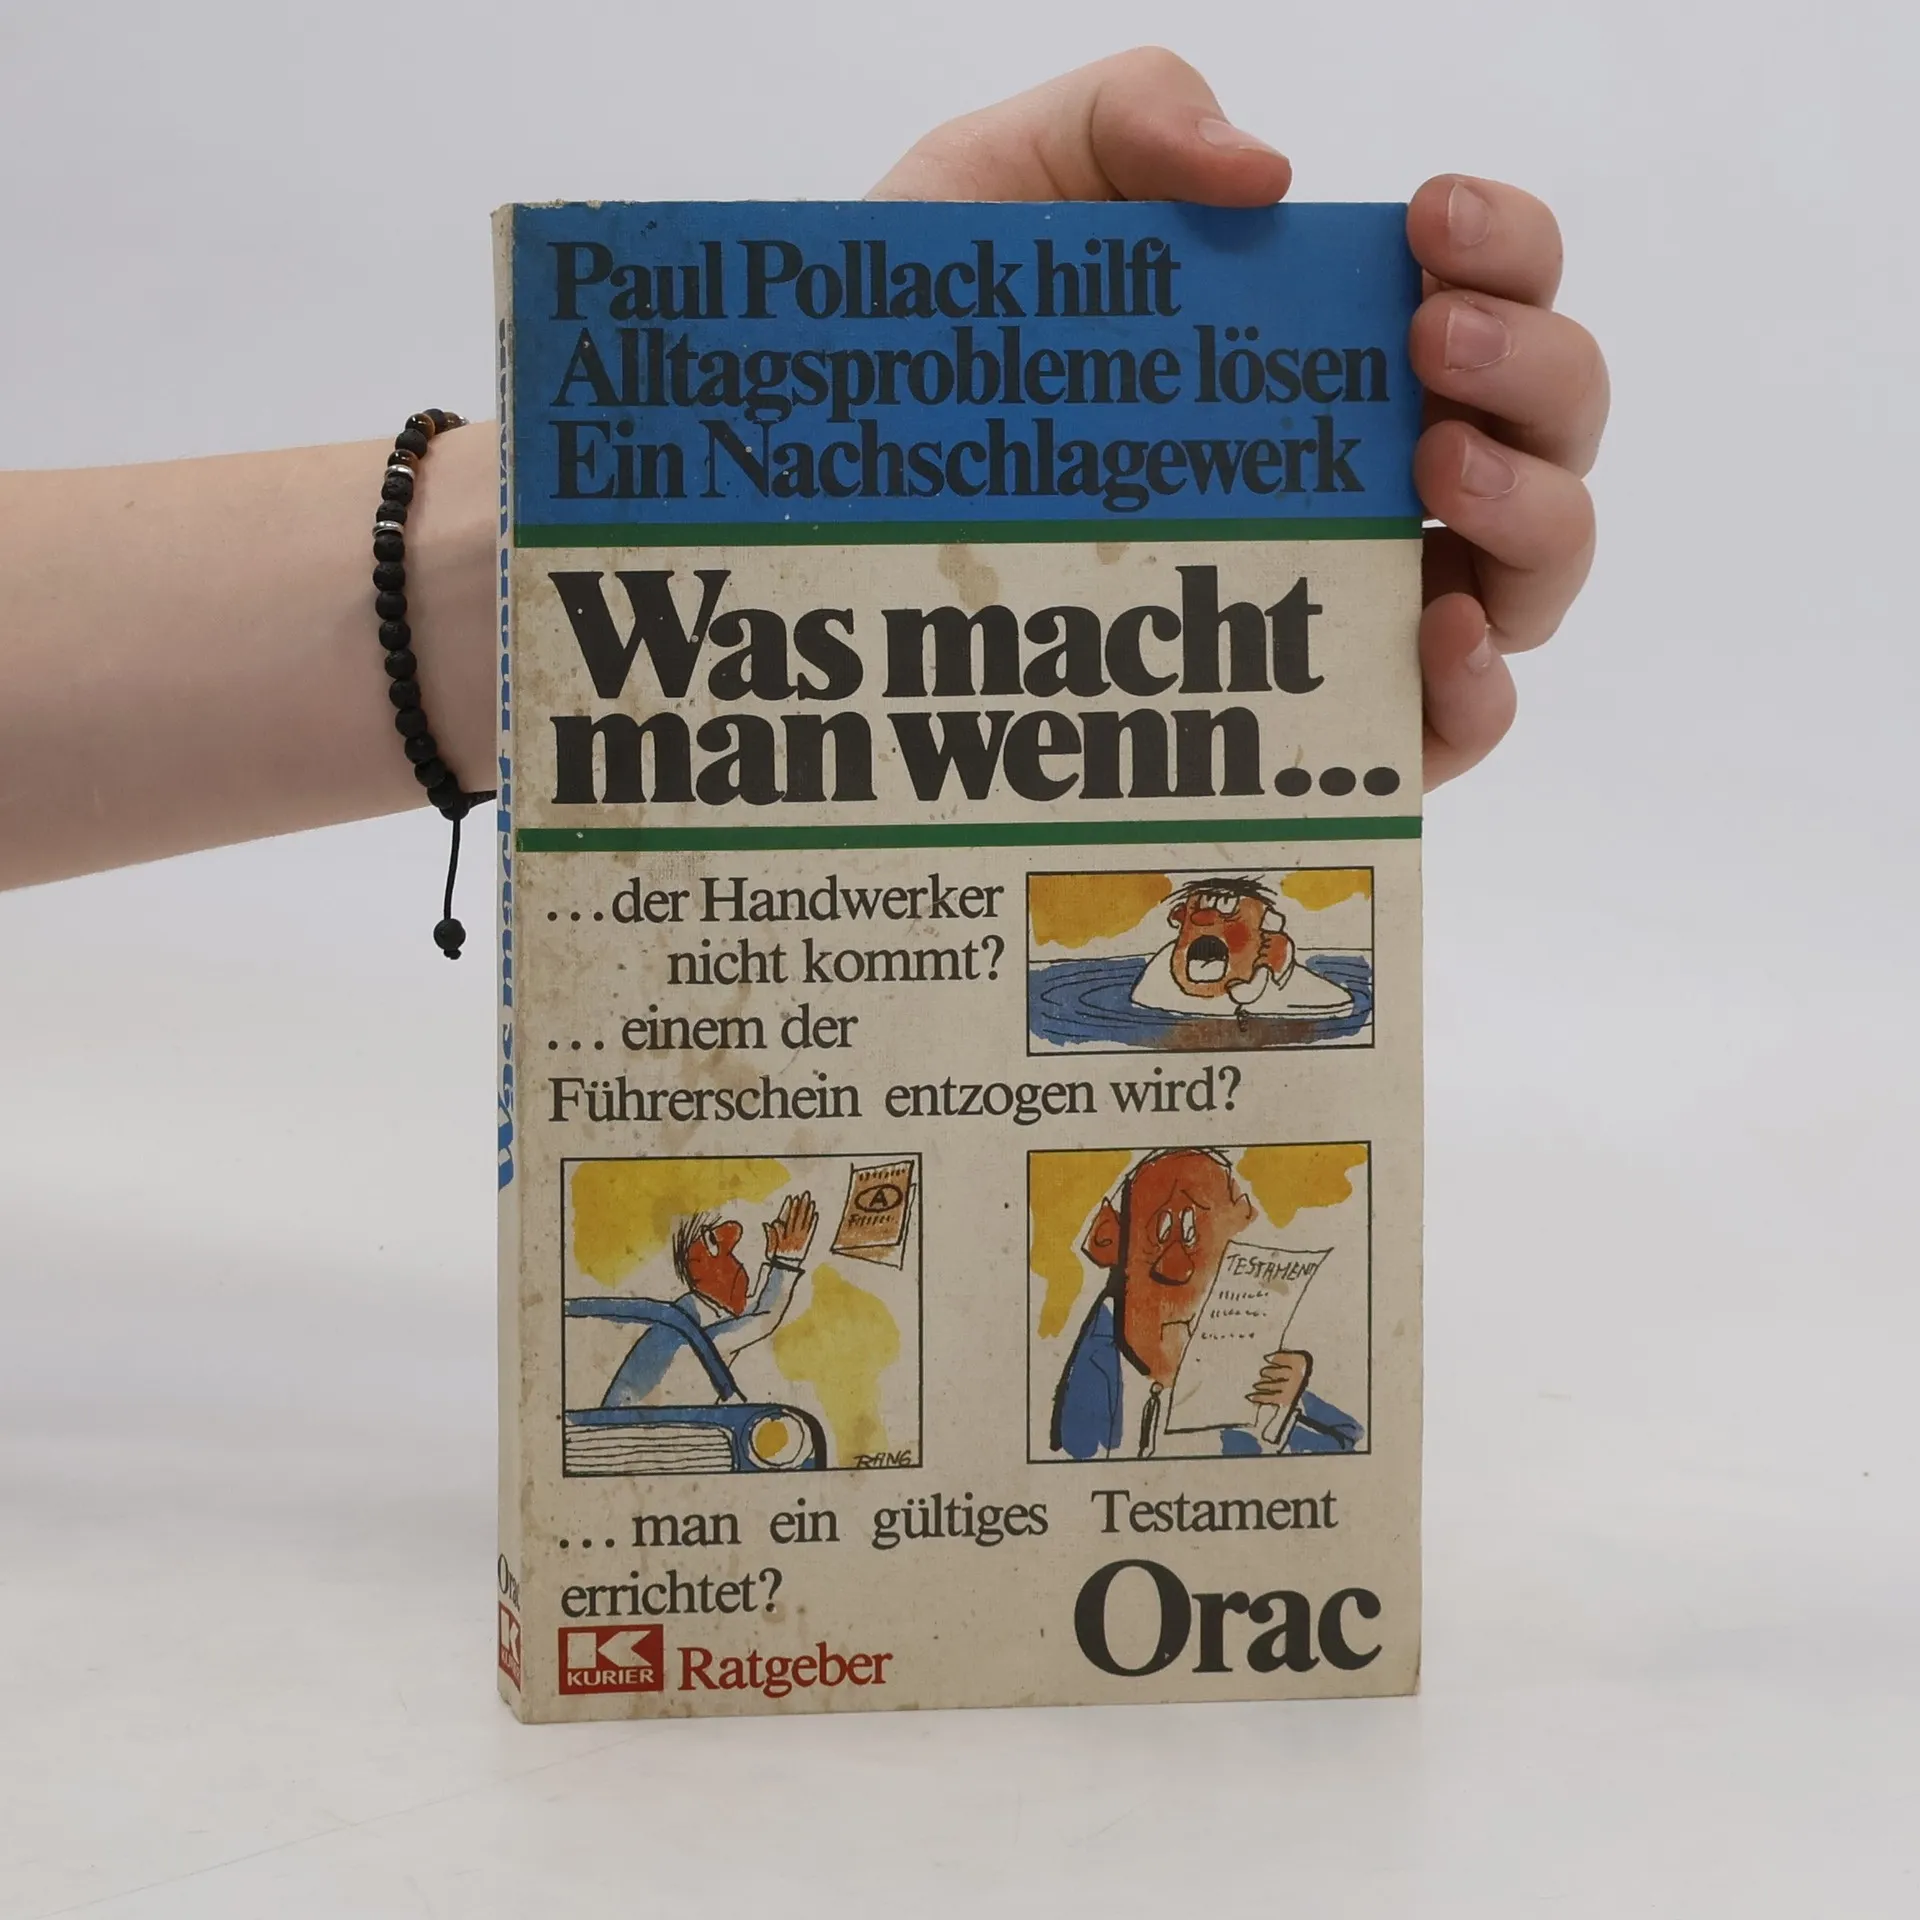 Paul Pollack hilft
Alltagsprobleme lösen
Ein Nachschlagewerk
Was macht
man wenn...
...der Handwerker
nicht kommt?
... einem der
Führerschein entzogen wird?
A
RANG
TESTAMENT
... man ein gültiges Testament
errichtet?
Orac
K
KURIER
Ratgeber
Was macht man wenn
Orac
K
KURIER